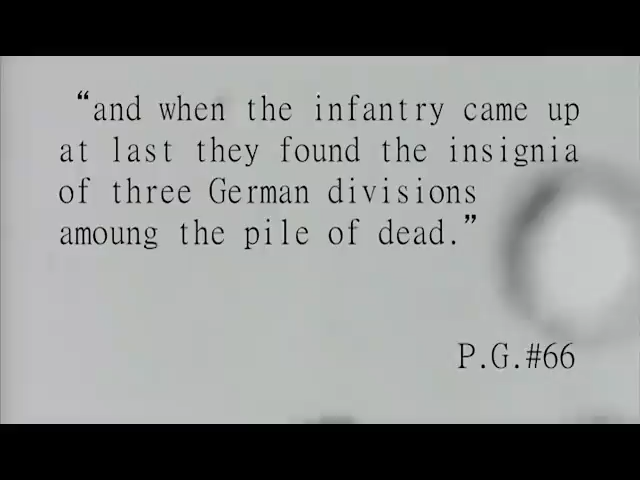 “and when the infantry came up
at last they found the insignia
of three German divisions
amoung the pile of dead.”
P.G.#66